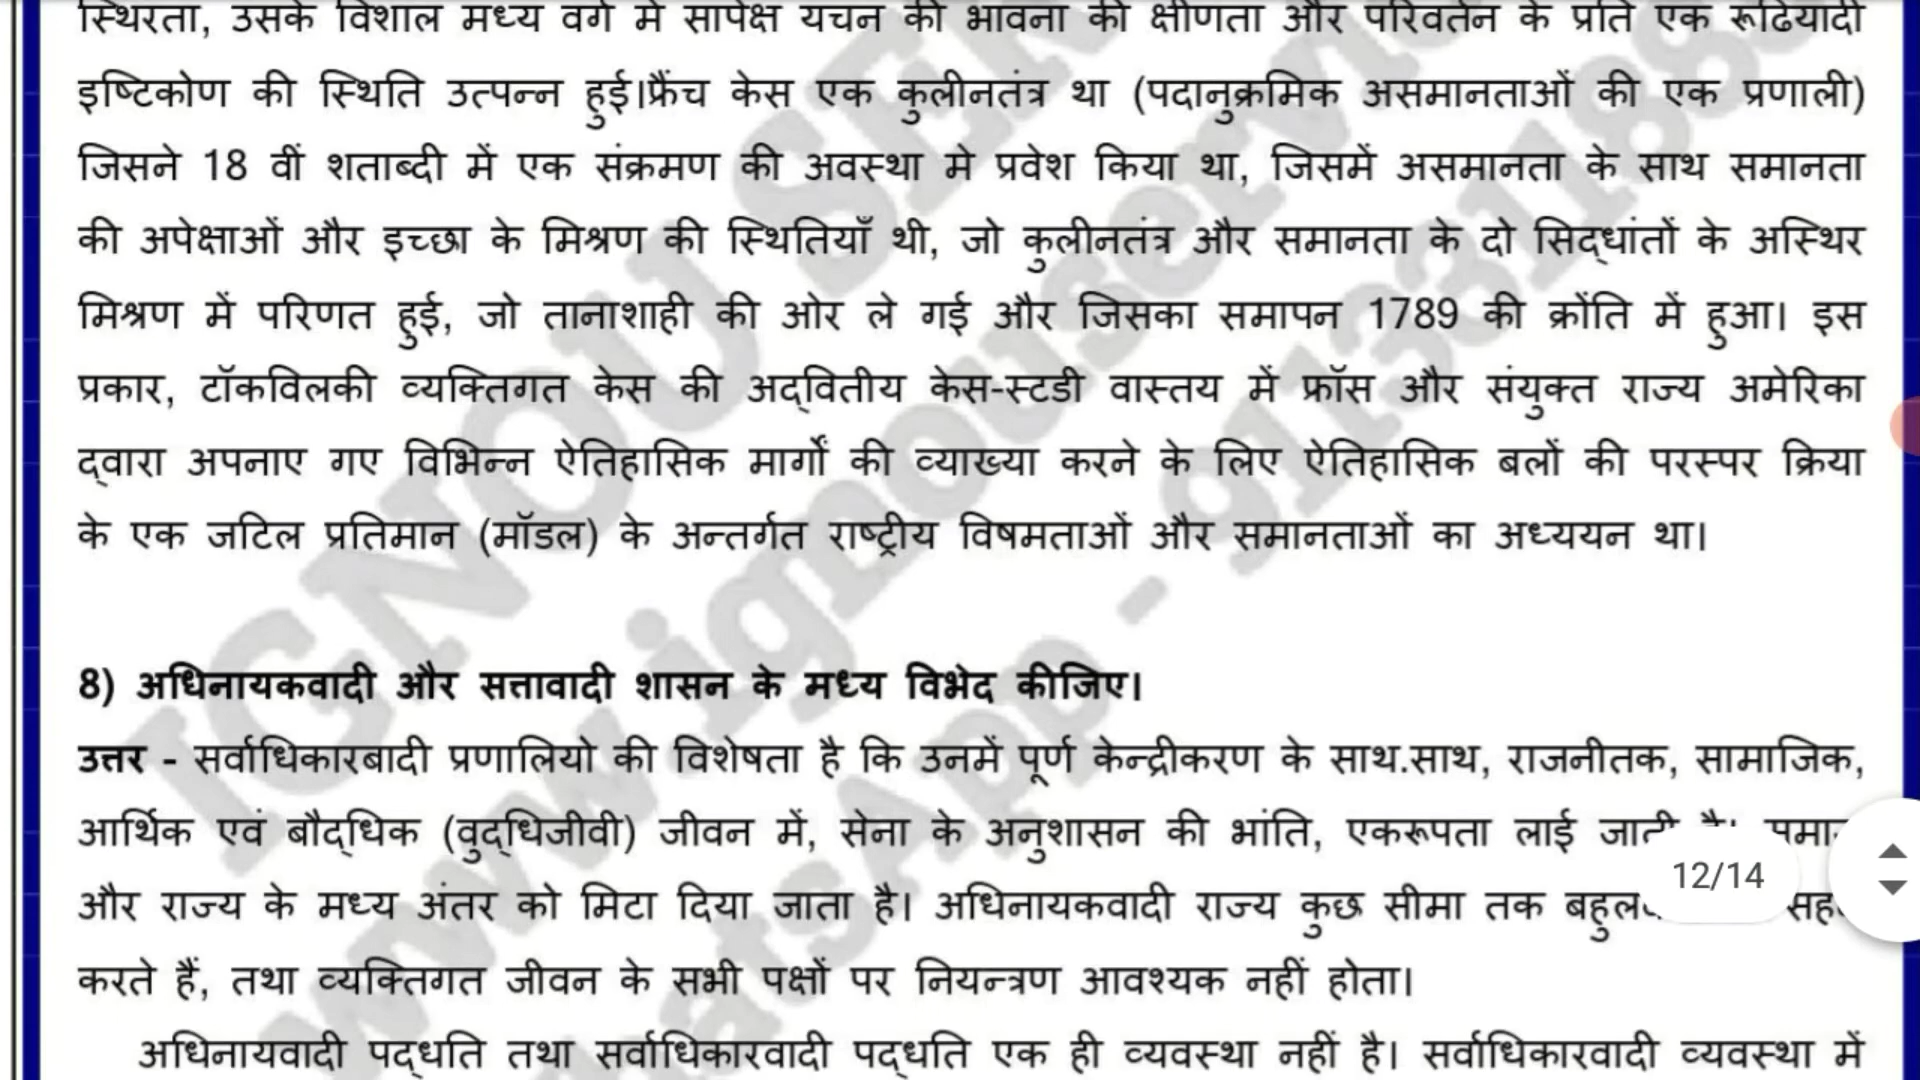 स्थिरता, उसके विशाल मध्य वर्ग में सापेक्ष यचन की भावना की क्षीणता और परिवर्तन के प्रति एक रूढियादी
इष्टिकोण की स्थिति उत्पन्न हुई।फ्रैंच केस एक कुलीनतंत्र था (पदानुक्रमिक असमानताओं की एक प्रणाली)
जिसने 18 वीं शताब्दी में एक संक्रमण की अवस्था मे प्रवेश किया था, जिसमें असमानता के साथ समानता
की अपेक्षाओं और इच्छा के मिश्रण की स्थितियाँ थी, जो कुलीनतंत्र और समानता के दो सिद्धांतों के अस्थिर
मिश्रण में परिणत हुई, जो तानाशाही की ओर ले गई और जिसका समापन 1789 की क्रोंति में हुआ। इस
प्रकार, टॉकविलकी व्यक्तिगत केस की अद्वितीय केस-स्टडी वास्तय में फ्रॉस और संयुक्त राज्य अमेरिका
द्वारा अपनाए गए विभिन्न ऐतिहासिक मार्गों की व्याख्या करने के लिए ऐतिहासिक बलों की परस्पर क्रिया
के एक जटिल प्रतिमान (मॉडल) के अन्तर्गत राष्ट्रीय विषमताओं और समानताओं का अध्ययन था।
8) अधिनायकवादी और सत्तावादी शासन के मध्य विभेद कीजिए।
उत्तर - सर्वाधिकारबादी प्रणालियो की विशेषता है कि उनमें पूर्ण केन्द्रीकरण के साथ.साथ, राजनीतक, सामाजिक,
आर्थिक एवं बौद्धिक (वुद्धिजीवी) जीवन में, सेना के अनुशासन की भांति, एकरूपता लाई
12/14
और राज्य के मध्य अंतर को मिटा दिया जाता है। अधिनायकवादी राज्य कुछ सीमा तक
करते हैं, तथा व्यक्तिगत जीवन के सभी पक्षों पर नियन्त्रण आवश्यक नहीं होता।
अधिनायवादी पद्धति तथा सर्वाधिकारवादी पद्धति एक ही व्यवस्था नहीं है। सर्वाधिकारवादी व्यवस्था में